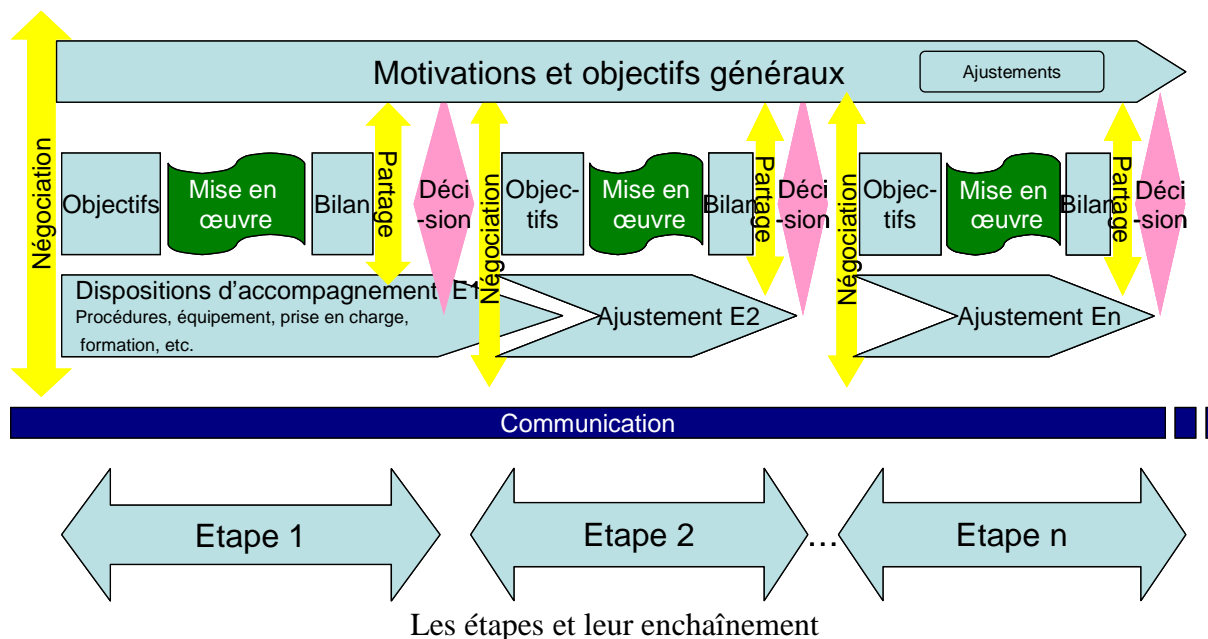 Motivations et objectifs généraux
Ajustements
Négociation
Objectifs
Mise en
œuvre
Bilan
Partage
Déci
-sion
Négociation
Objec-
tifs
Mise en
œuvre
Bilan
Partage
Déci
-sion
Négociation
Objec-
tifs
Mise en
œuvre
Bilan
Partage
Déci
-sion
Dispositions d'accompagnement E1
Procédures, équipement, prise en charge,
formation, etc.
Ajustement E2
Ajustement En
Communication
Etape 1
Etape 2
...
Etape n
Les étapes et leur enchaînement